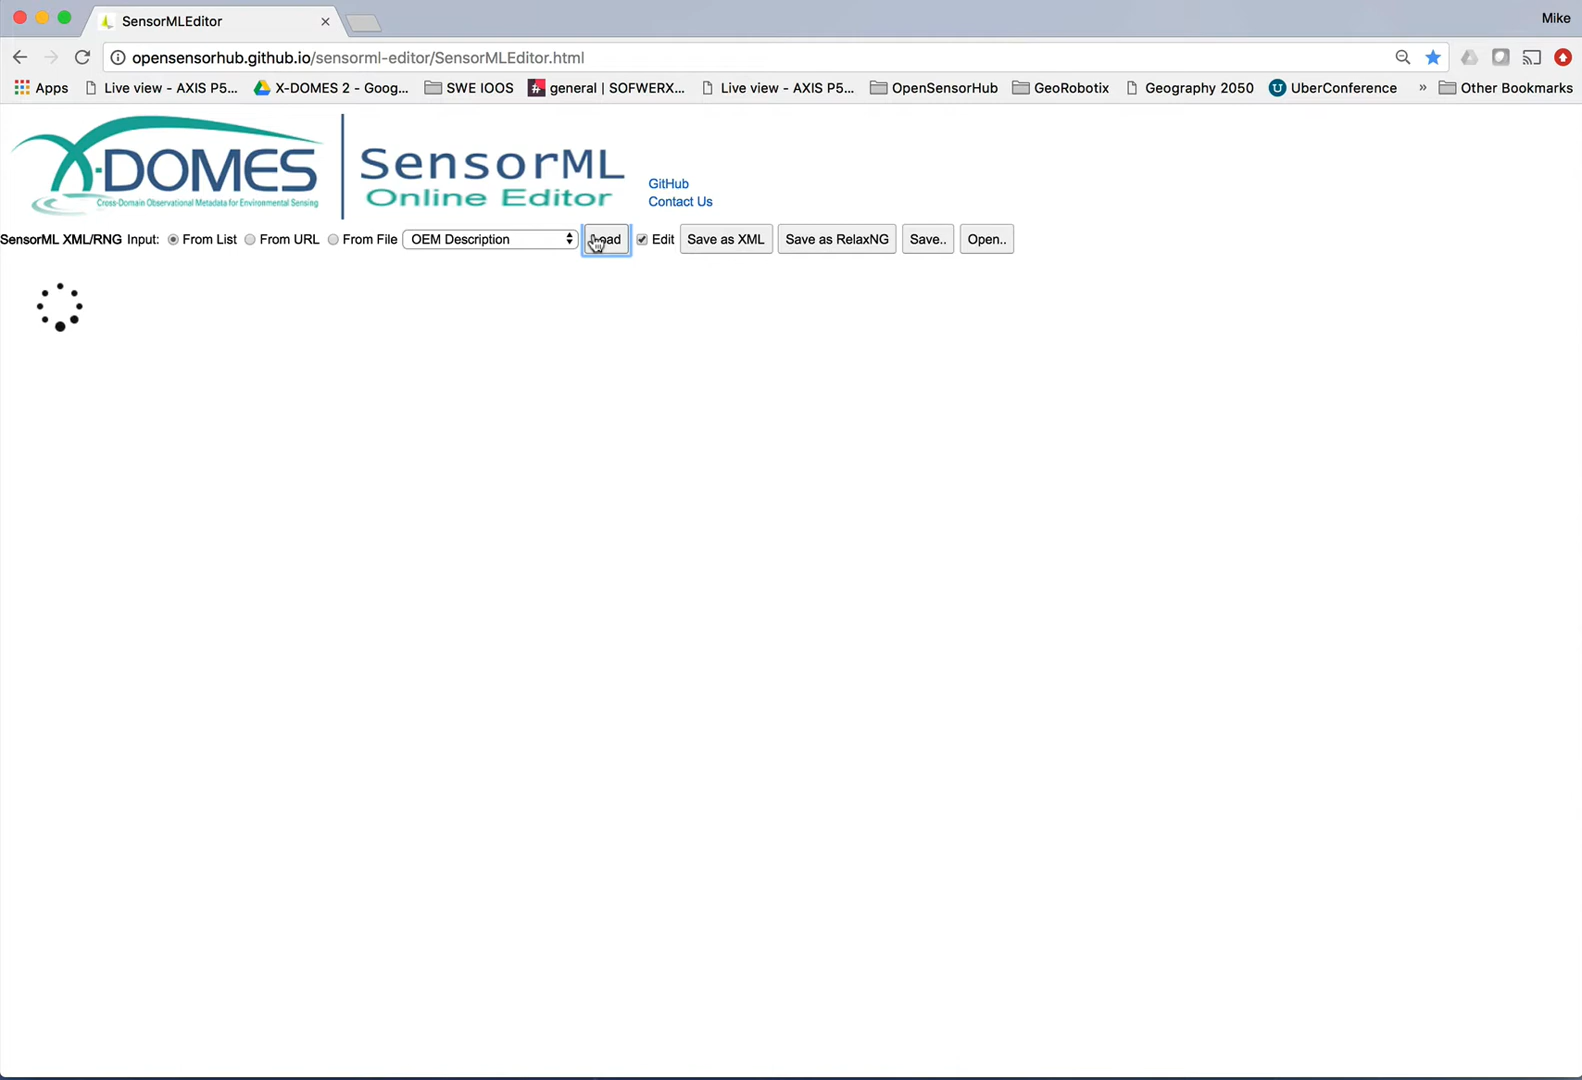 SensorMLEditor
Mike
opensensorhub.github.io/sensorml-editor/SensorMLEditor.html
Apps Live view - AXIS P5... X-DOMES 2 - Goog... SWE IOOS general | SOFWERX... Live view - AXIS P5... OpenSensorHub GeoRobotix Geography 2050 UberConference » Other Bookmarks
X-DOMES
Cross-Domain Observational Metadata for Environmental Sensing
SensorML
Online Editor
GitHub
Contact Us
SensorML XML/RNG Input: From List From URL From File OEM Description Load Edit Save as XML Save as RelaxNG Save.. Open..